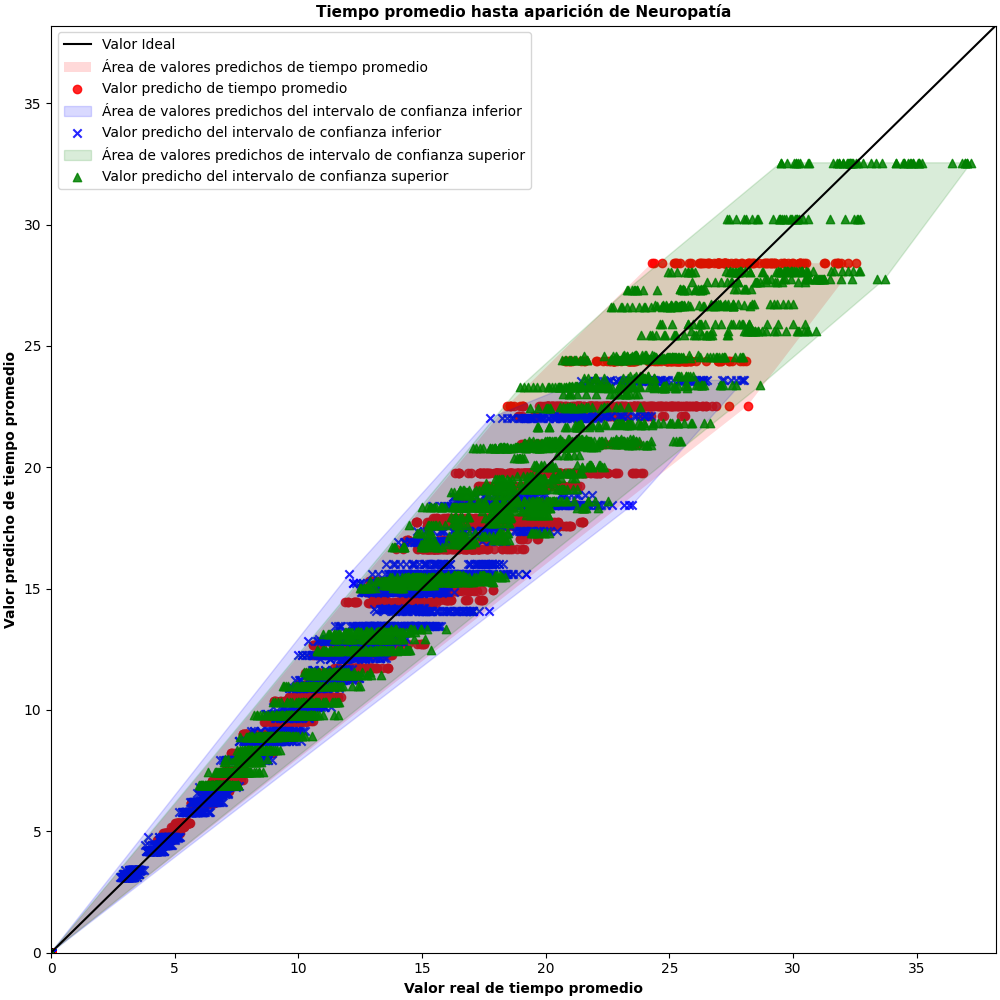 Tiempo promedio hasta aparición de Neuropatía
Valor Ideal
Área de valores predichos de tiempo promedio
Valor predicho de tiempo promedio
Área de valores predichos del intervalo de confianza inferior
Valor predicho del intervalo de confianza inferior
Área de valores predichos de intervalo de confianza superior
Valor predicho del intervalo de confianza superior
Valor predicho de tiempo promedio
35
30
25
20
15
10
5
0
0 5 10 15 20 25 30 35
Valor real de tiempo promedio